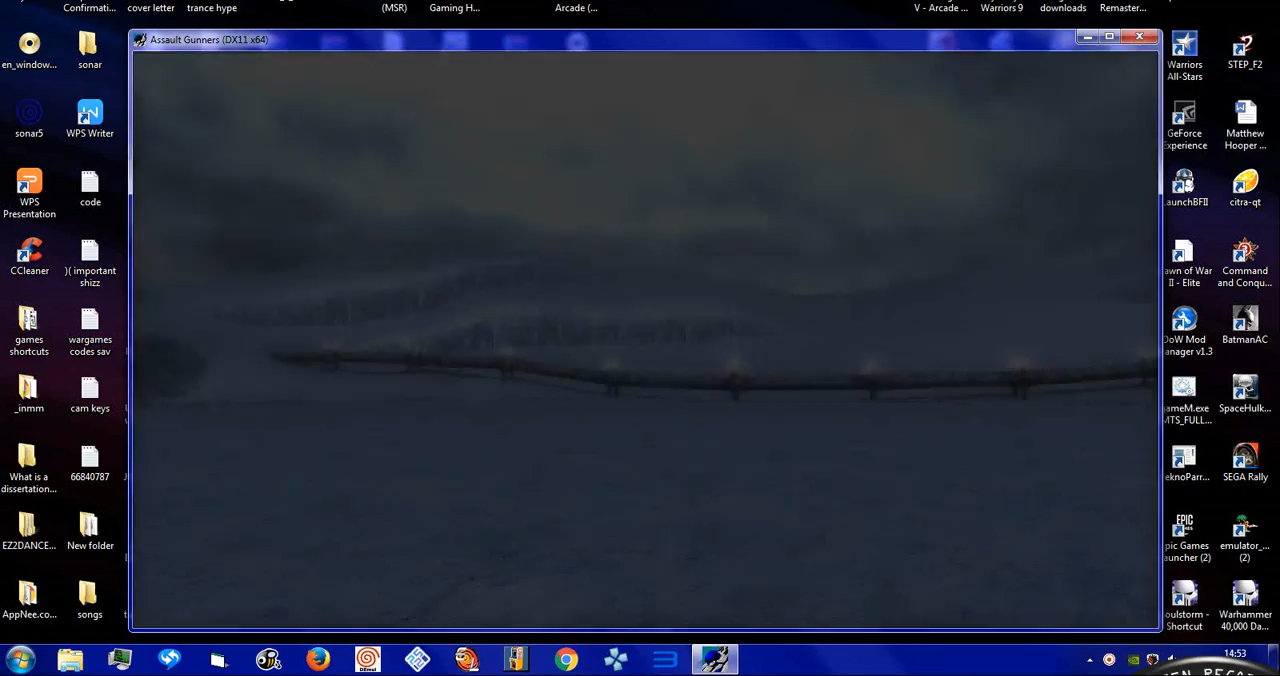 Confirmati...
cover letter
trance hype
(MSR)
Gaming H...
Arcade (...
V - Arcade ...
Warriors 9
downloads
Remaster...
Assault Gunners (DX11 x64)
en_window...
sonar
Warriors
All-Stars
STEP_F2
sonar5
WPS Writer
GeForce
Experience
Matthew
Hooper ...
WPS
Presentation
code
LaunchBFII
citra-qt
CCleaner
)( important
shizz
awn of War
II - Elite
Command
and Conqu...
games
shortcuts
wargames
codes sav
DoW Mod
anager v1.3
BatmanAC
_inmm
cam keys
gameM.exe
MTS_FULL...
SpaceHulk...
What is a
dissertation...
66840787
eknoParr...
SEGA Rally
EZ2DANCE...
New folder
EPIC
GAMES
pic Games
auncher (2)
emulator_...
(2)
AppNee.co...
songs
oulstorm -
Shortcut
Warhammer
40,000 Da...
DEmul
14:53